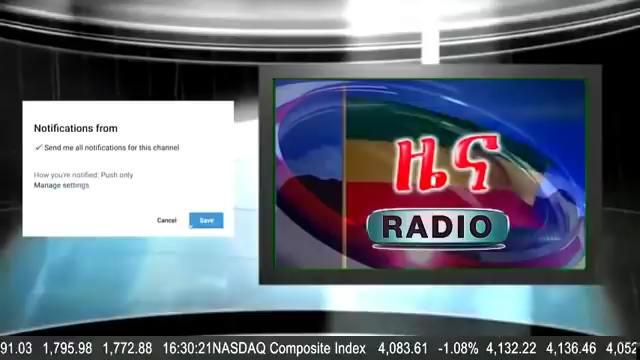 Notifications from
Send me all notifications for this channel
How you're notified: Push only
Manage settings
Cancel
Save
ዜና
RADIO
91.03 1,795.98 1,772.88 16:30:21NASDAQ Composite Index 4,083.61 -1.08% 4,132.22 4,136.46 4,052